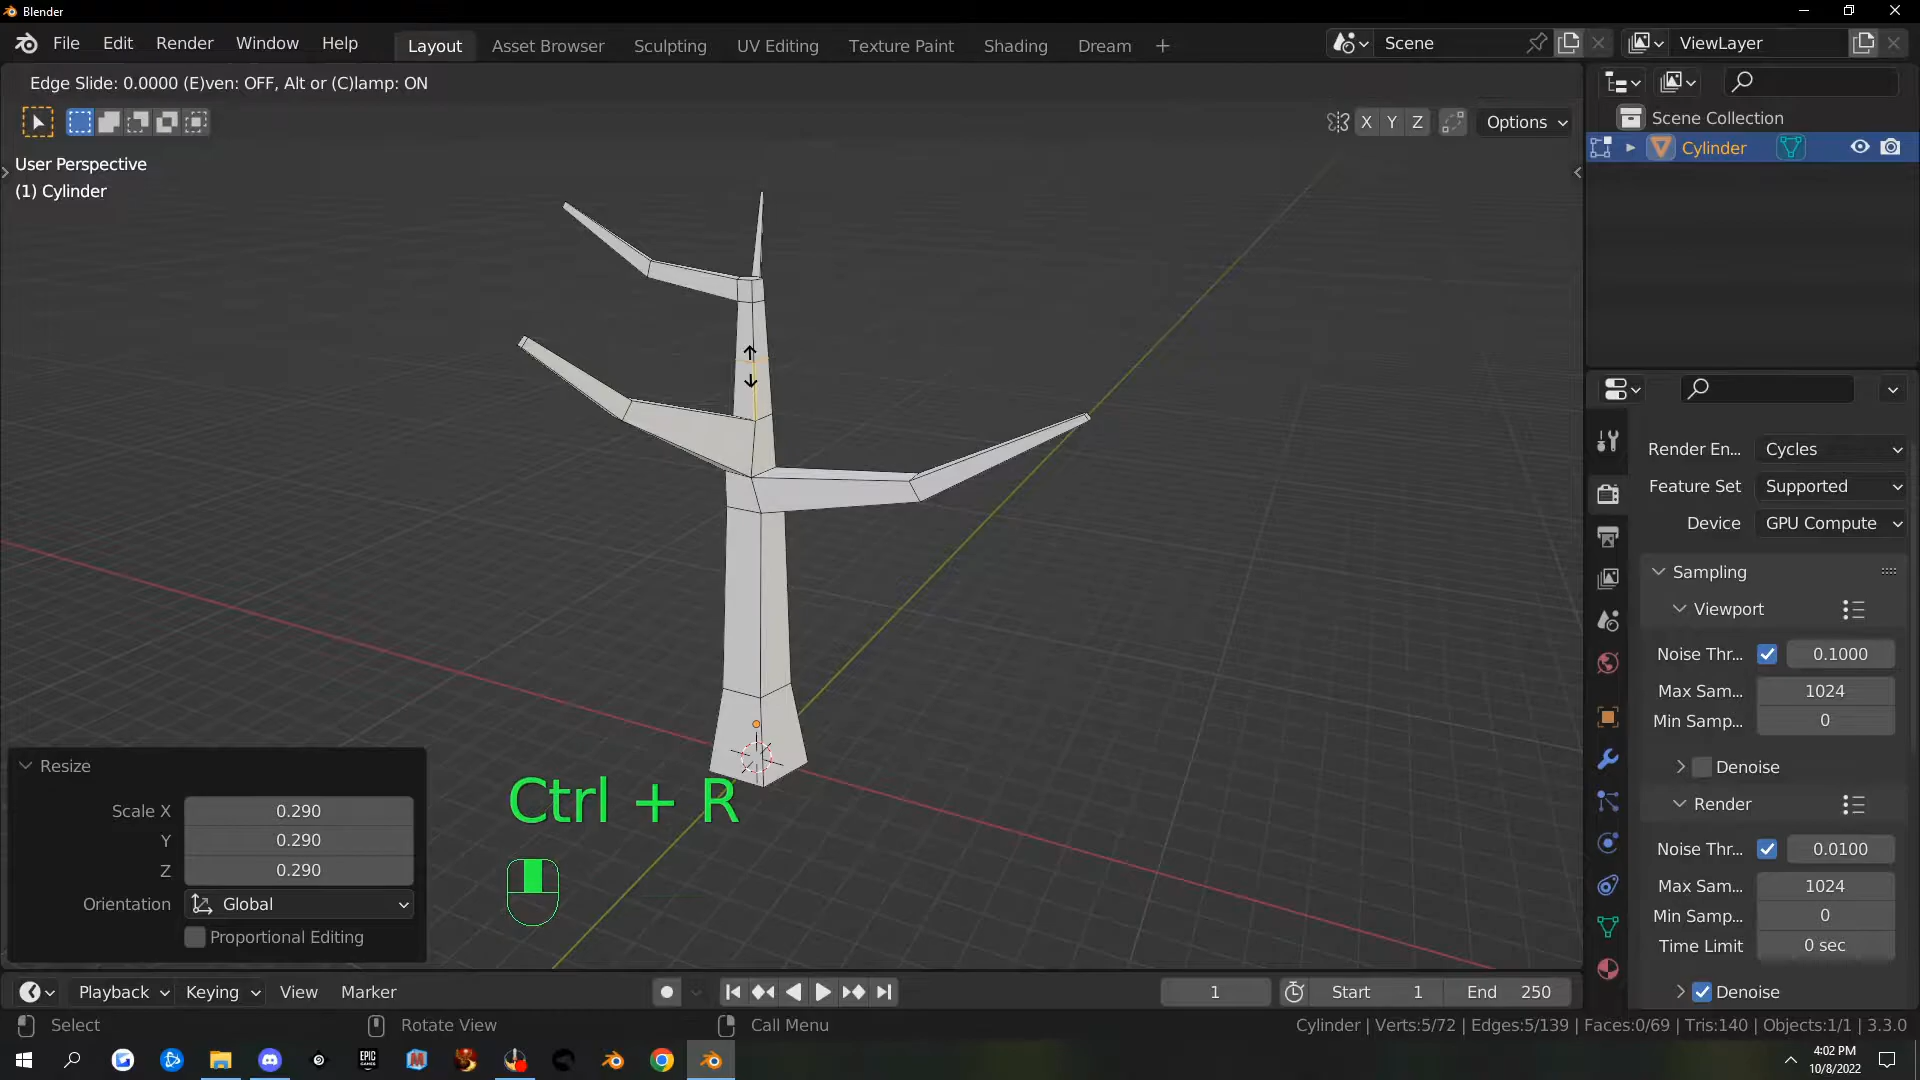 Blender
File Edit Render Window Help Layout Asset Browser Sculpting UV Editing Texture Paint Shading Dream Scene ViewLayer
Edge Slide: 0.0000 (E)ven: OFF, Alt or (C)lamp: ON
X Y Z Options
Scene Collection
Cylinder
User Perspective
(1) Cylinder
Render En... Cycles
Feature Set Supported
Device GPU Compute
Sampling
Viewport
Noise Thr... 0.1000
Max Sam... 1024
Min Samp... 0
Denoise
Render
Noise Thr... 0.0100
Max Sam... 1024
Min Samp... 0
Time Limit 0 sec
Denoise
Resize
Scale X 0.290
Y 0.290
Z 0.290
Orientation Global
Proportional Editing
Ctrl + R
Playback Keying View Marker 1 Start 1 End 250
Select Rotate View Call Menu Cylinder | Verts:5/72 | Edges:5/139 | Faces:0/69 | Tris:140 | Objects:1/1 | 3.3.0
EPIC GAMES
4:02 PM
10/8/2022